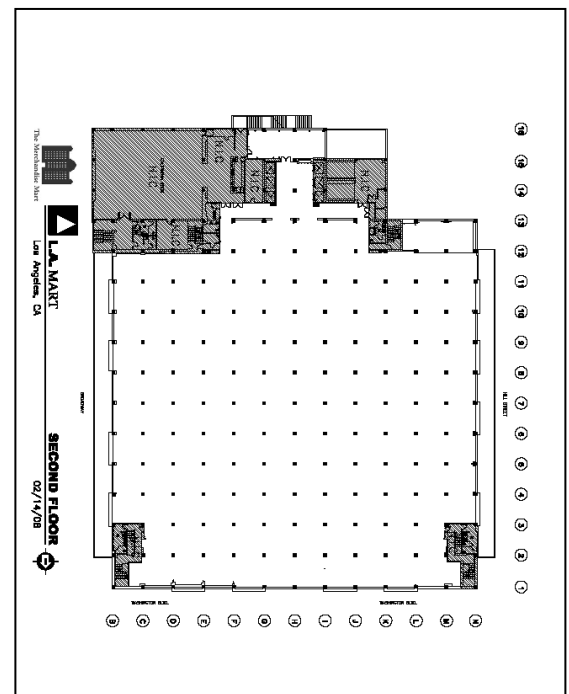 The Merchandise Mart
L.A. MART
Los Angeles, CA
SECOND FLOOR
02/14/08
N.I.C.
N.I.C.
N.I.C.
N.I.C.
N.I.C.
BROADWAY
HILL STREET
16
15
14
13
12
11
10
9
8
7
6
5
4
3
2
1
WASHINGTON BLVD.
WASHINGTON BLVD.
B C D E F G H I J K L M N